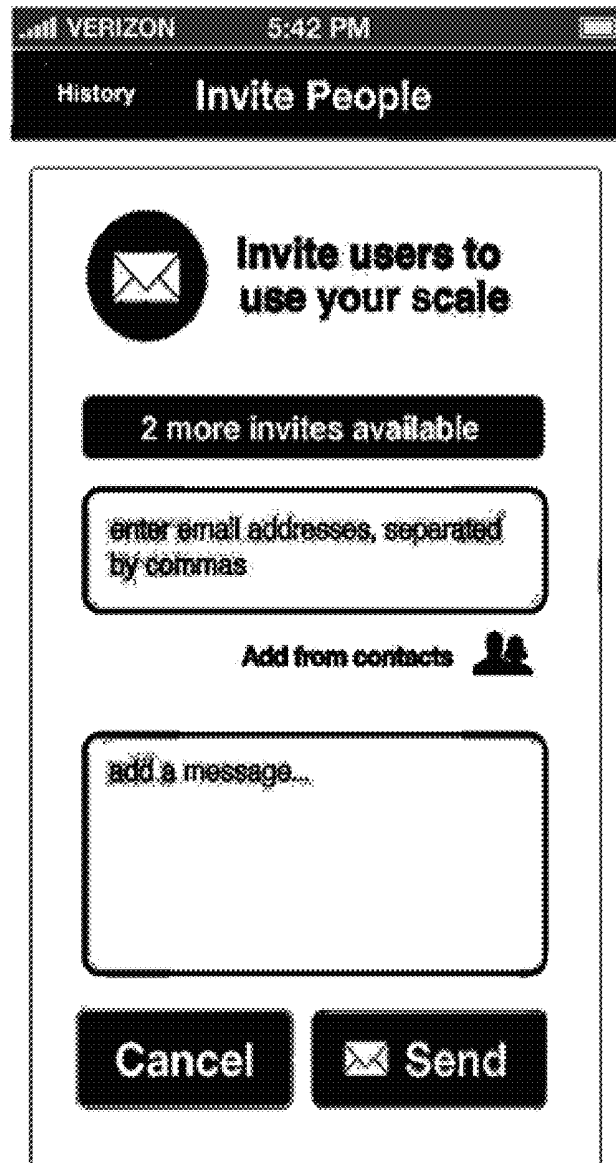 VERIZON 5:42 PM
History Invite People
Invite users to
use your scale
2 more invites available
enter email addresses, separated
by commas
Add from contacts
add a message...
Cancel Send